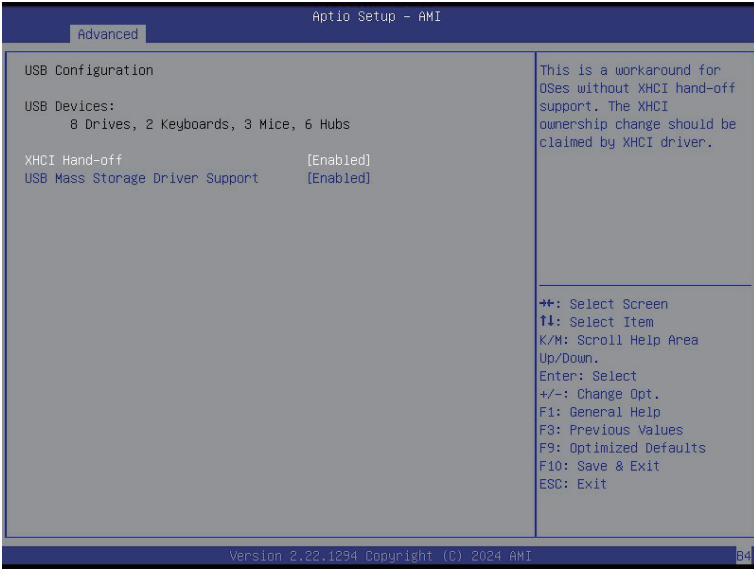 Aptio Setup – AMI
Advanced
USB Configuration
USB Devices:
8 Drives, 2 Keyboards, 3 Mice, 6 Hubs
XHCI Hand-off [Enabled]
USB Mass Storage Driver Support [Enabled]
This is a workaround for
OSes without XHCI hand-off
support. The XHCI
ownership change should be
claimed by XHCI driver.
→←: Select Screen
↑↓: Select Item
K/M: Scroll Help Area
Up/Down.
Enter: Select
+/-: Change Opt.
F1: General Help
F3: Previous Values
F9: Optimized Defaults
F10: Save & Exit
ESC: Exit
Version 2.22.1294 Copyright (C) 2024 AMI
B4